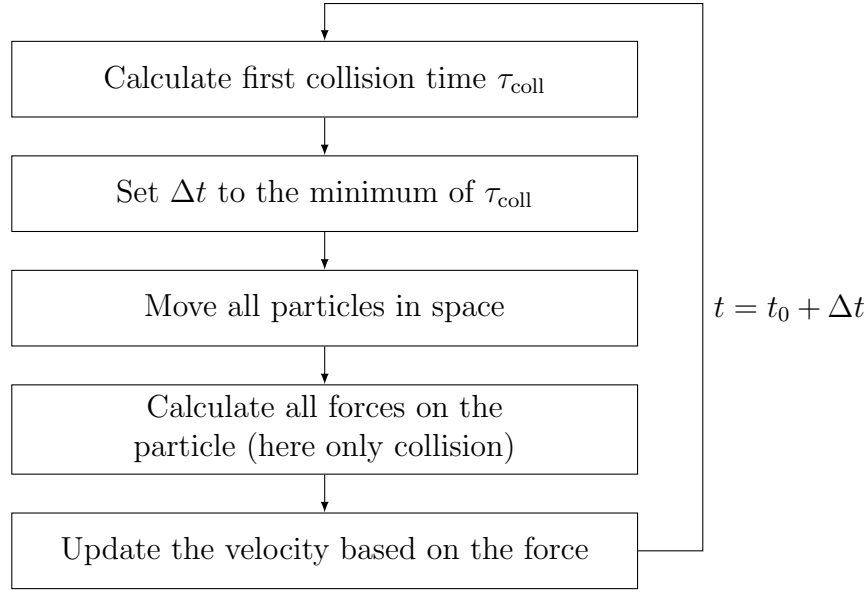 Calculate first collision time τ_coll
Set Δt to the minimum of τ_coll
Move all particles in space
t = t₀ + Δt
Calculate all forces on the
particle (here only collision)
Update the velocity based on the force